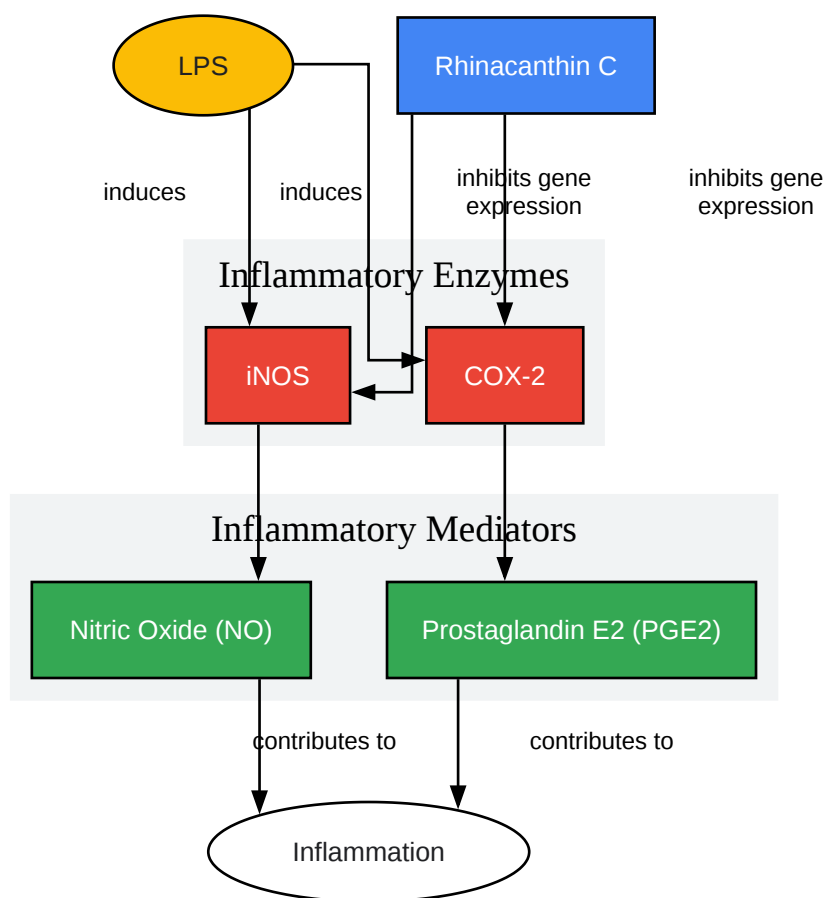 LPS
Rhinacanthin C
induces
induces
inhibits gene
expression
inhibits gene
expression
Inflammatory Enzymes
iNOS
COX-2
Inflammatory Mediators
Nitric Oxide (NO)
Prostaglandin E2 (PGE2)
contributes to
contributes to
Inflammation